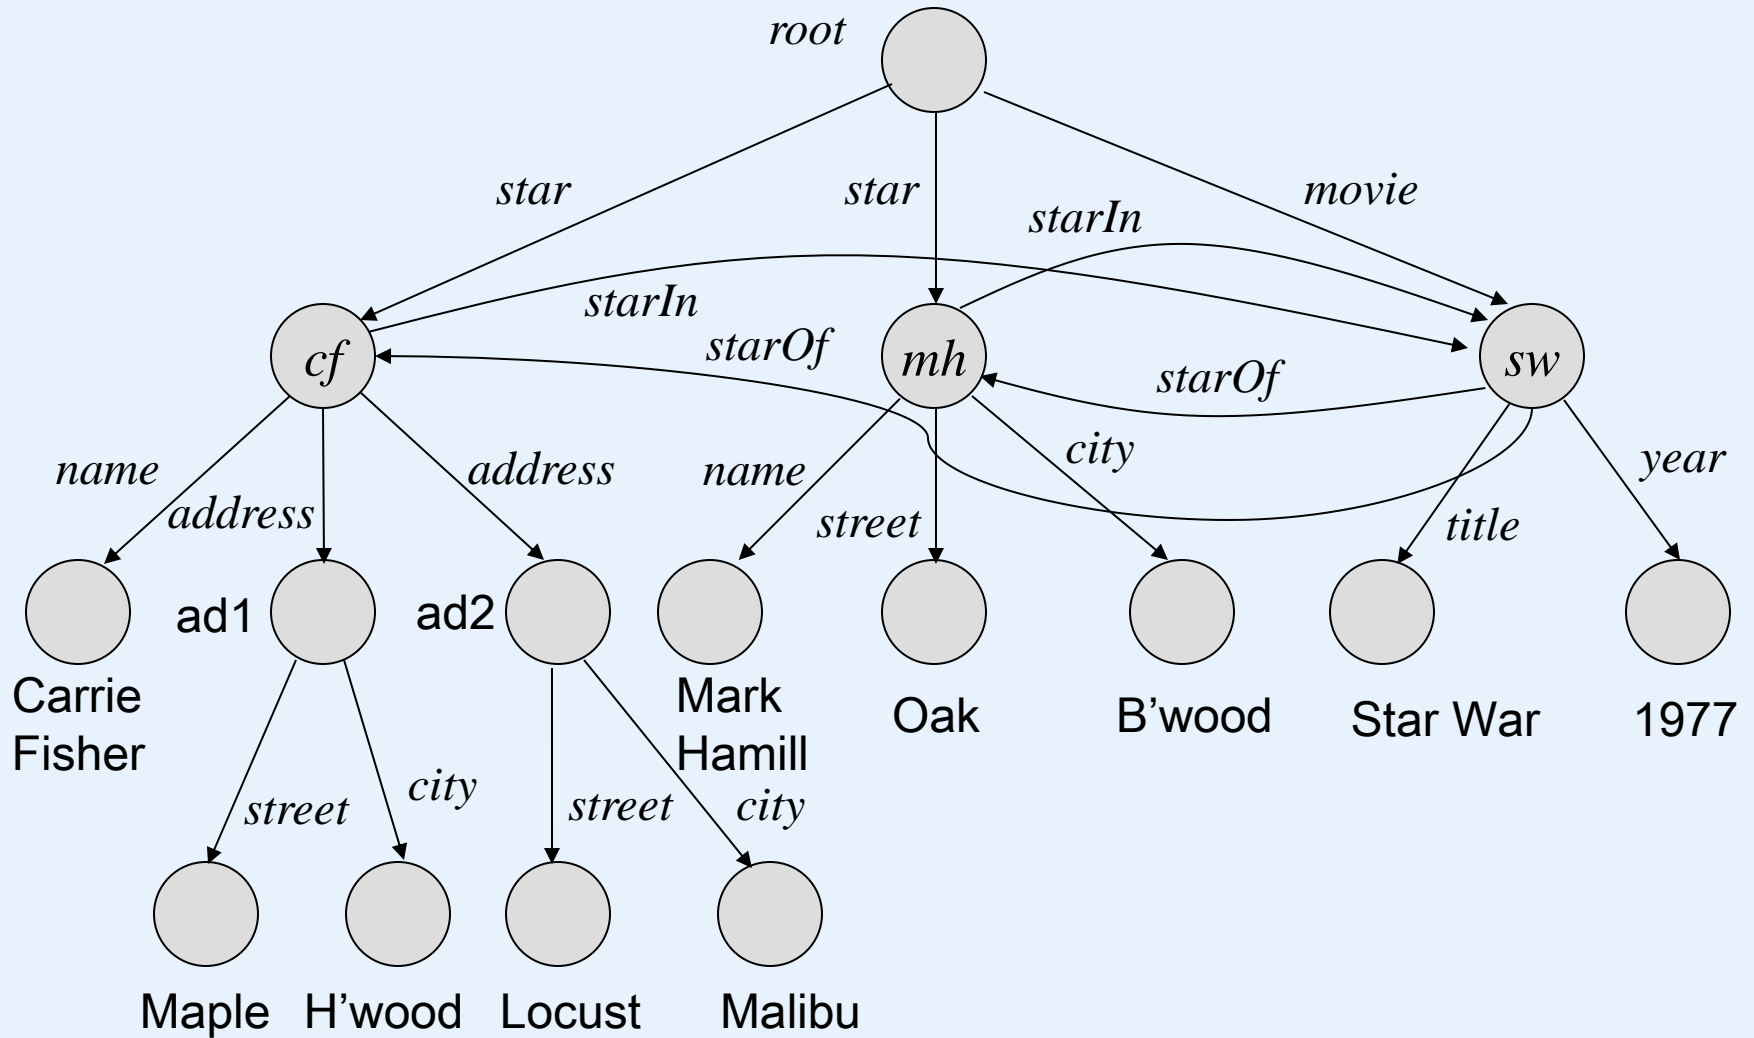 root
star
star
movie
starIn
starIn
starOf
cf
mh
sw
starOf
name
address
address
name
city
street
year
title
ad1
ad2
Carrie
Fisher
Mark
Hamill
Oak
B’wood
Star War
1977
street
city
street
city
Maple
H’wood
Locust
Malibu